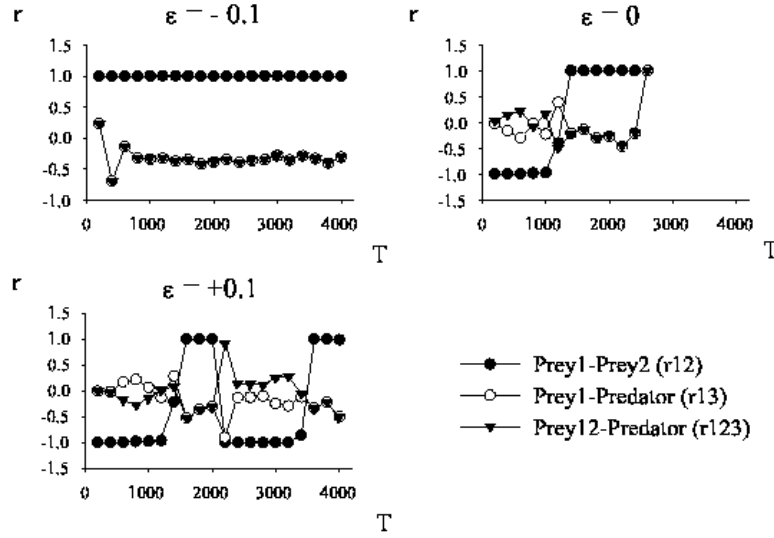 r
ε = - 0.1
1.5
1.0
0.5
0.0
-0.5
-1.0
0 1000 2000 3000 4000
T
r
ε = 0
1.5
1.0
0.5
0.0
-0.5
-1.0
-1.5
0 1000 2000 3000 4000
T
r
ε = +0.1
1.5
1.0
0.5
0.0
-0.5
-1.0
-1.5
0 1000 2000 3000 4000
T
Prey1-Prey2 (r12)
Prey1-Predator (r13)
Prey12-Predator (r123)